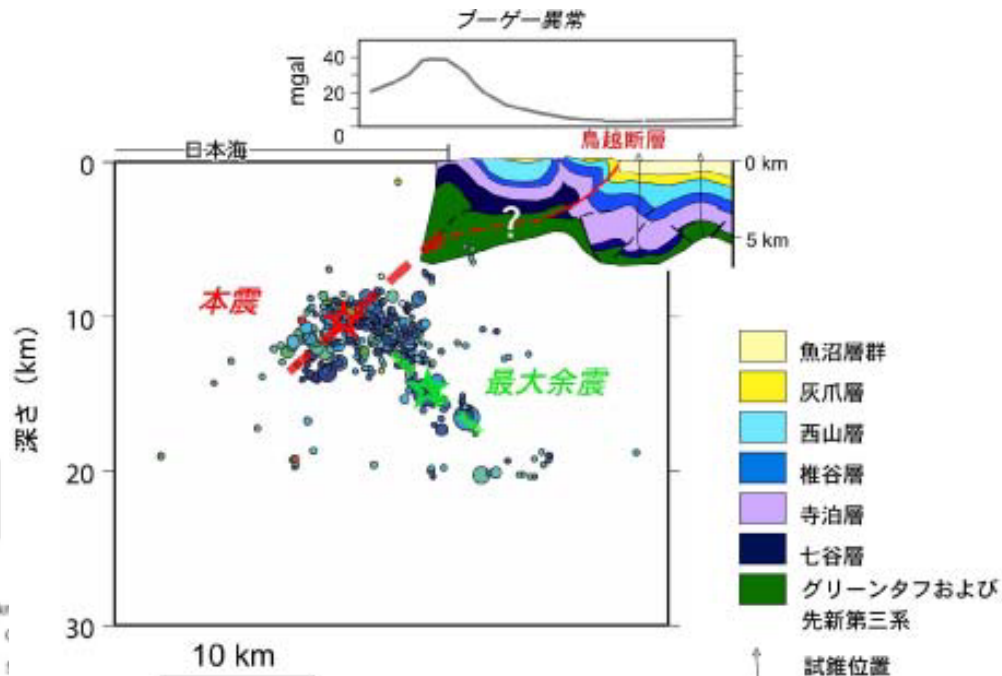 ブーゲー異常
mgal
40
20
0
鳥越断層
日本海
0
0 km
?
5 km
本震
10
最大余震
深さ (km)
20
30
10 km
魚沼層群
灰爪層
西山層
椎谷層
寺泊層
七谷層
グリーンタフおよび
先新第三系
試錐位置